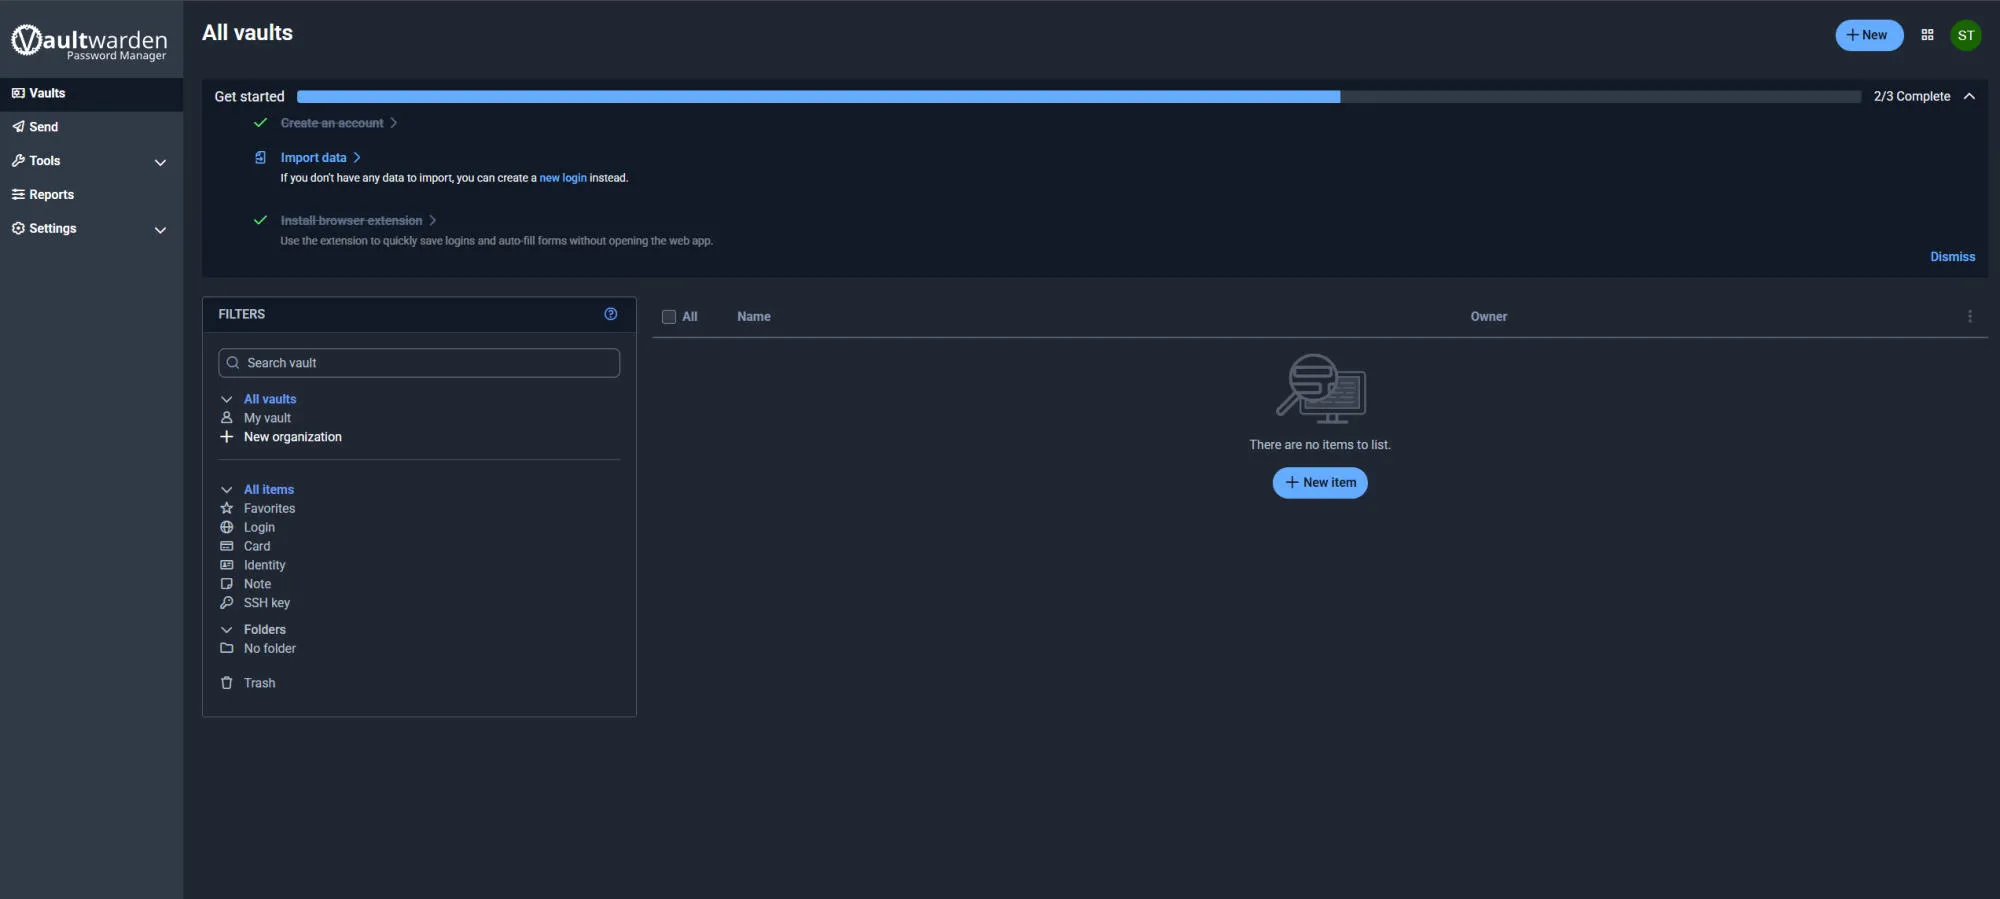 Vaultwarden
Password Manager
Vaults
Send
Tools
Reports
Settings
All vaults
New
ST
Get started
2/3 Complete
Create an account
Import data
If you don't have any data to import, you can create a new login instead.
Install browser extension
Use the extension to quickly save logins and auto-fill forms without opening the web app.
Dismiss
FILTERS
Search vault
All vaults
My vault
New organization
All items
Favorites
Login
Card
Identity
Note
SSH key
Folders
No folder
Trash
All Name Owner
There are no items to list.
New item